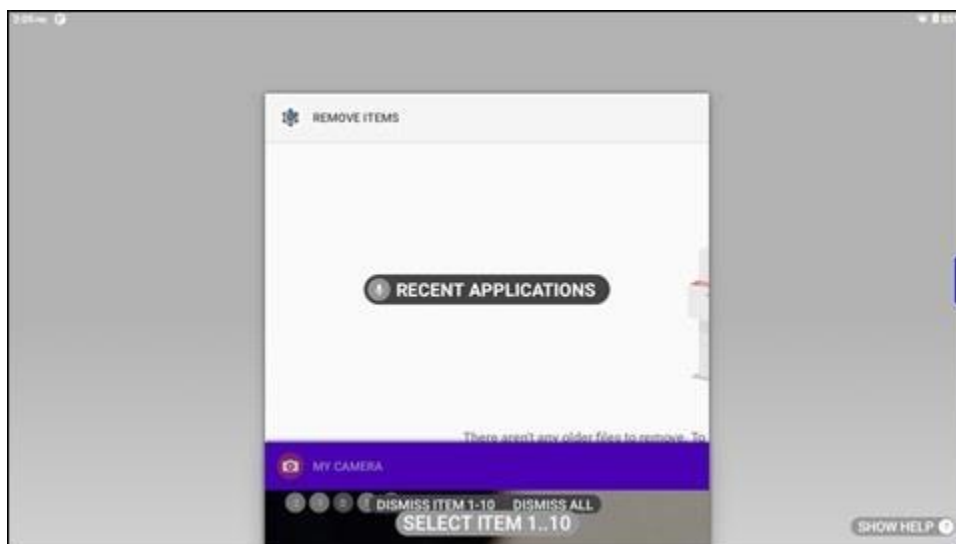 REMOVE ITEMS
RECENT APPLICATIONS
There aren't any older files to remove. To
MY CAMERA
DISMISS ITEM 1-10 DISMISS ALL
SELECT ITEM 1..10
SHOW HELP ?